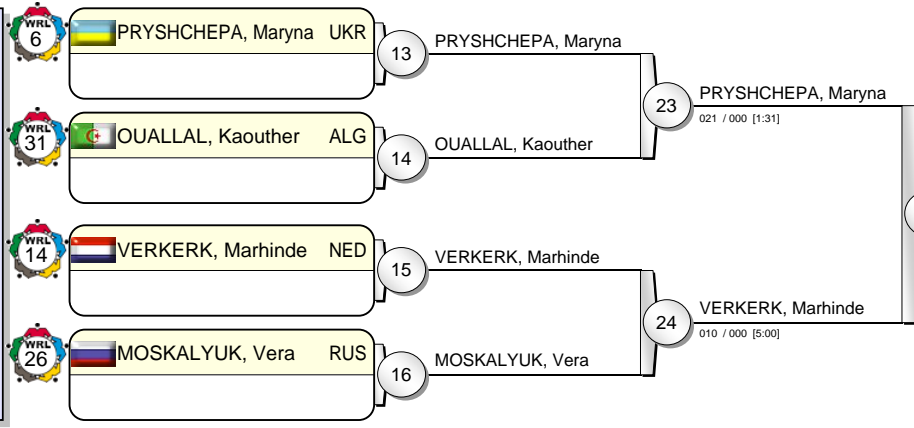 WRL
6
PRYSHCHEPA, Maryna UKR
13
PRYSHCHEPA, Maryna
23
PRYSHCHEPA, Maryna
021 / 000 [1:31]
WRL
31
OUALLAL, Kaouther ALG
14
OUALLAL, Kaouther
WRL
14
VERKERK, Marhinde NED
15
VERKERK, Marhinde
24
VERKERK, Marhinde
010 / 000 [5:00]
WRL
26
MOSKALYUK, Vera RUS
16
MOSKALYUK, Vera